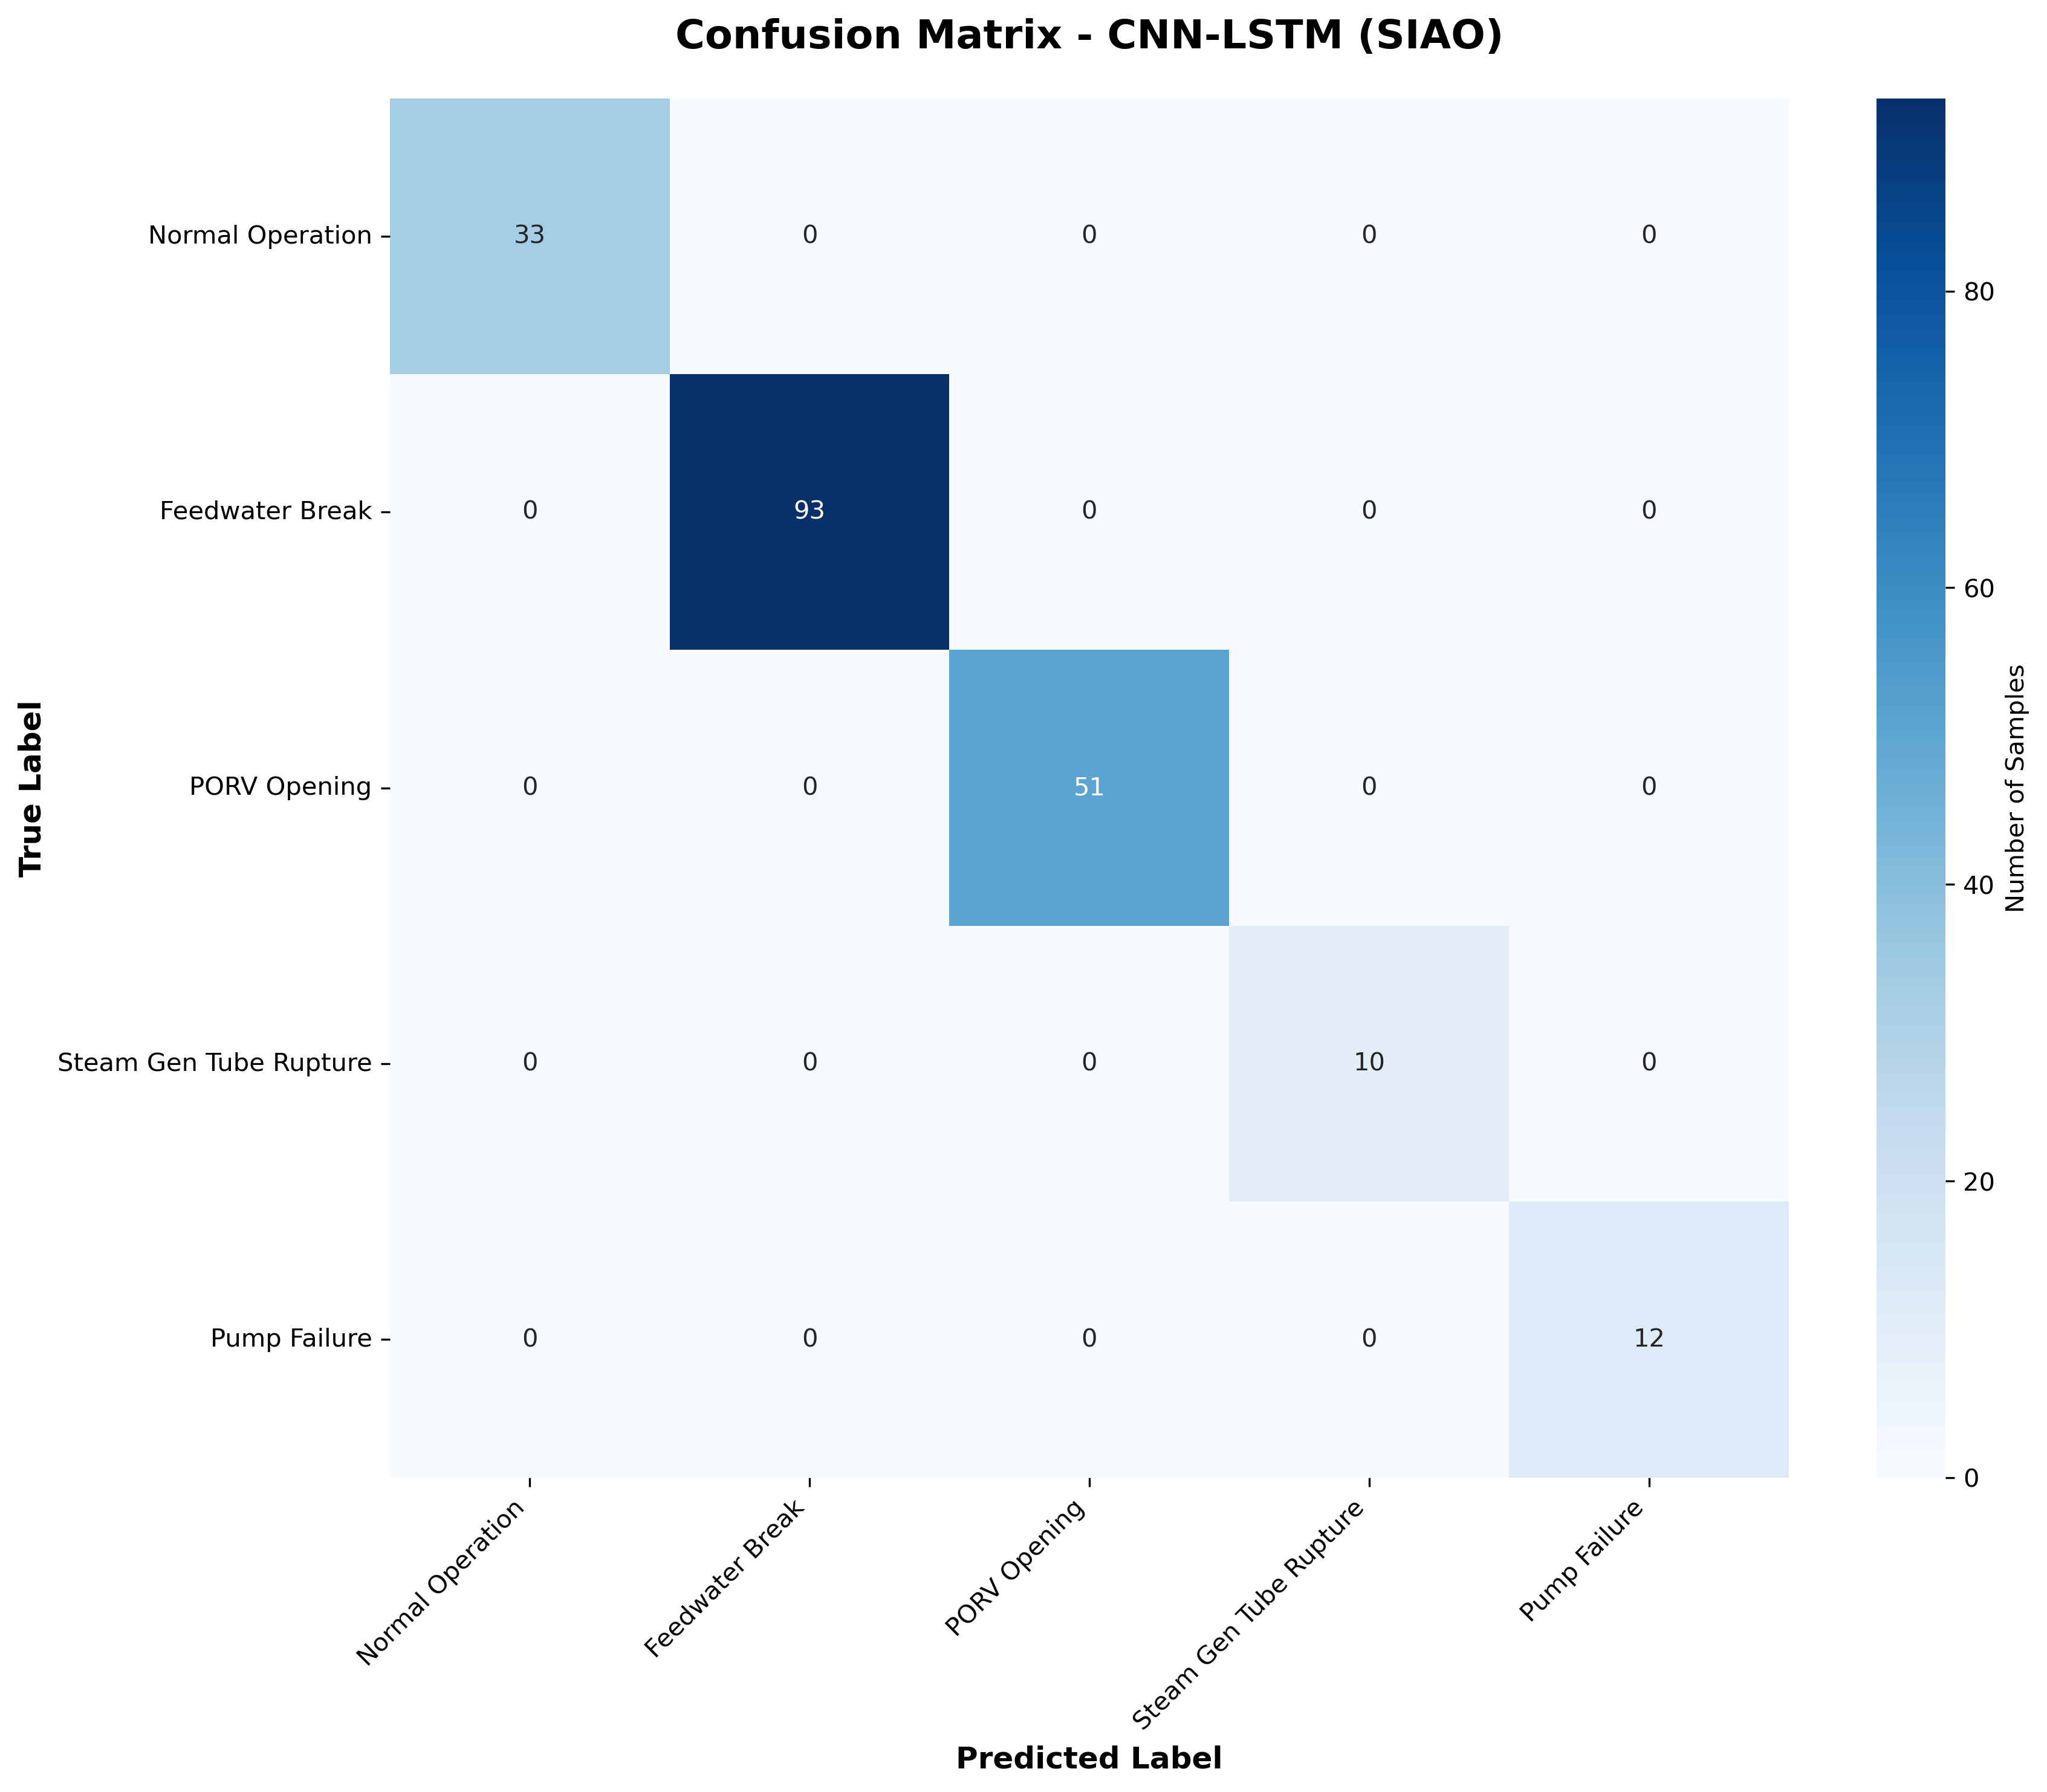 Confusion Matrix - CNN-LSTM (SIAO)
True Label
Normal Operation 33 0 0 0 0
Feedwater Break 0 93 0 0 0
PORV Opening 0 0 51 0 0
Steam Gen Tube Rupture 0 0 0 10 0
Pump Failure 0 0 0 0 12
Normal Operation
Feedwater Break
PORV Opening
Steam Gen Tube Rupture
Pump Failure
Predicted Label
80
60
40
20
0
Number of Samples